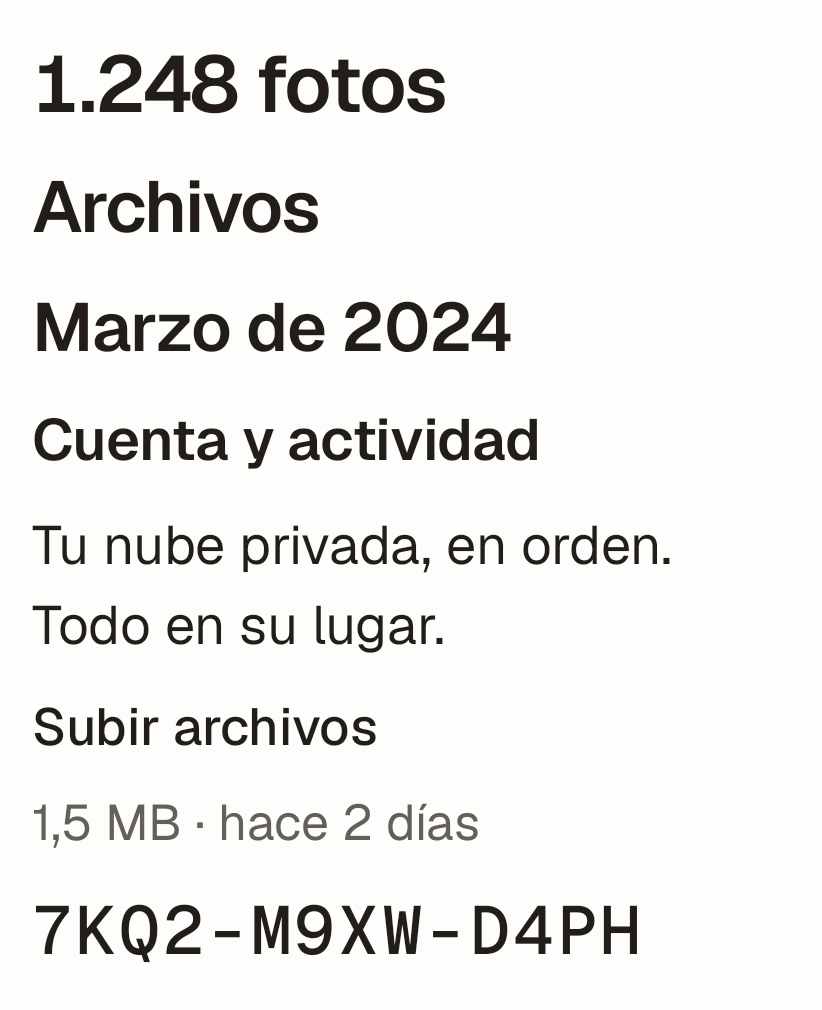 1.248 fotos
Archivos
Marzo de 2024
Cuenta y actividad
Tu nube privada, en orden.
Todo en su lugar.
Subir archivos
1,5 MB · hace 2 días
7KQ2-M9XW-D4PH